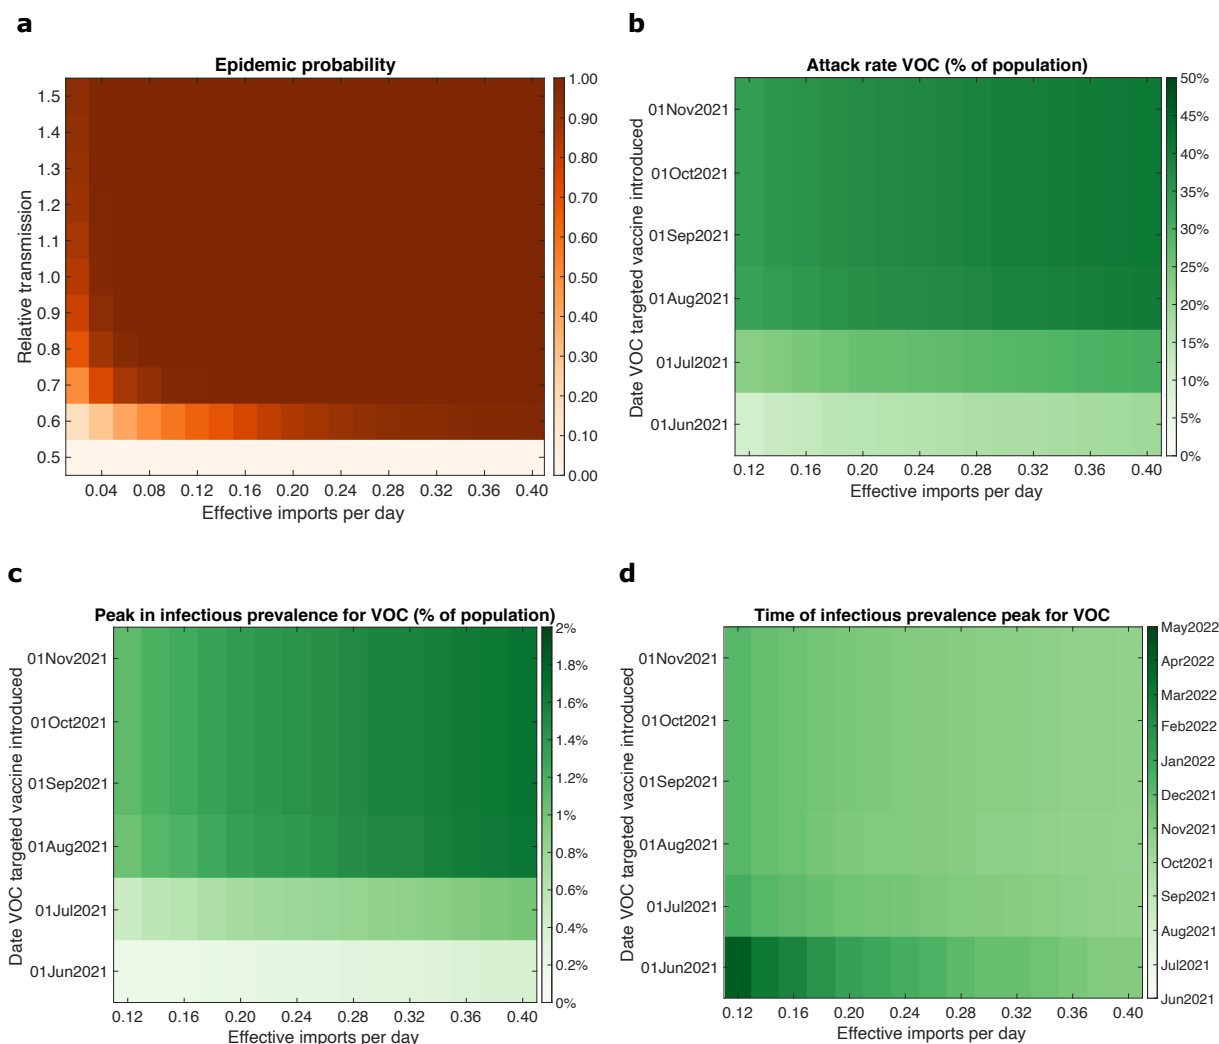 a
Epidemic probability
Relative transmission
1.5
1.4
1.3
1.2
1.1
1.0
0.9
0.8
0.7
0.6
0.5
0.04 0.08 0.12 0.16 0.20 0.24 0.28 0.32 0.36 0.40
Effective imports per day
1.00
0.90
0.80
0.70
0.60
0.50
0.40
0.30
0.20
0.10
0.00
b
Attack rate VOC (% of population)
Date VOC targeted vaccine introduced
01Nov2021
01Oct2021
01Sep2021
01Aug2021
01Jul2021
01Jun2021
0.12 0.16 0.20 0.24 0.28 0.32 0.36 0.40
Effective imports per day
50%
45%
40%
35%
30%
25%
20%
15%
10%
5%
0%
c
Peak in infectious prevalence for VOC (% of population)
Date VOC targeted vaccine introduced
01Nov2021
01Oct2021
01Sep2021
01Aug2021
01Jul2021
01Jun2021
0.12 0.16 0.20 0.24 0.28 0.32 0.36 0.40
Effective imports per day
2%
1.8%
1.6%
1.4%
1.2%
1%
0.8%
0.6%
0.4%
0.2%
0%
d
Time of infectious prevalence peak for VOC
Date VOC targeted vaccine introduced
01Nov2021
01Oct2021
01Sep2021
01Aug2021
01Jul2021
01Jun2021
0.12 0.16 0.20 0.24 0.28 0.32 0.36 0.40
Effective imports per day
May2022
Apr2022
Mar2022
Feb2022
Jan2022
Dec2021
Nov2021
Oct2021
Sep2021
Aug2021
Jul2021
Jun2021